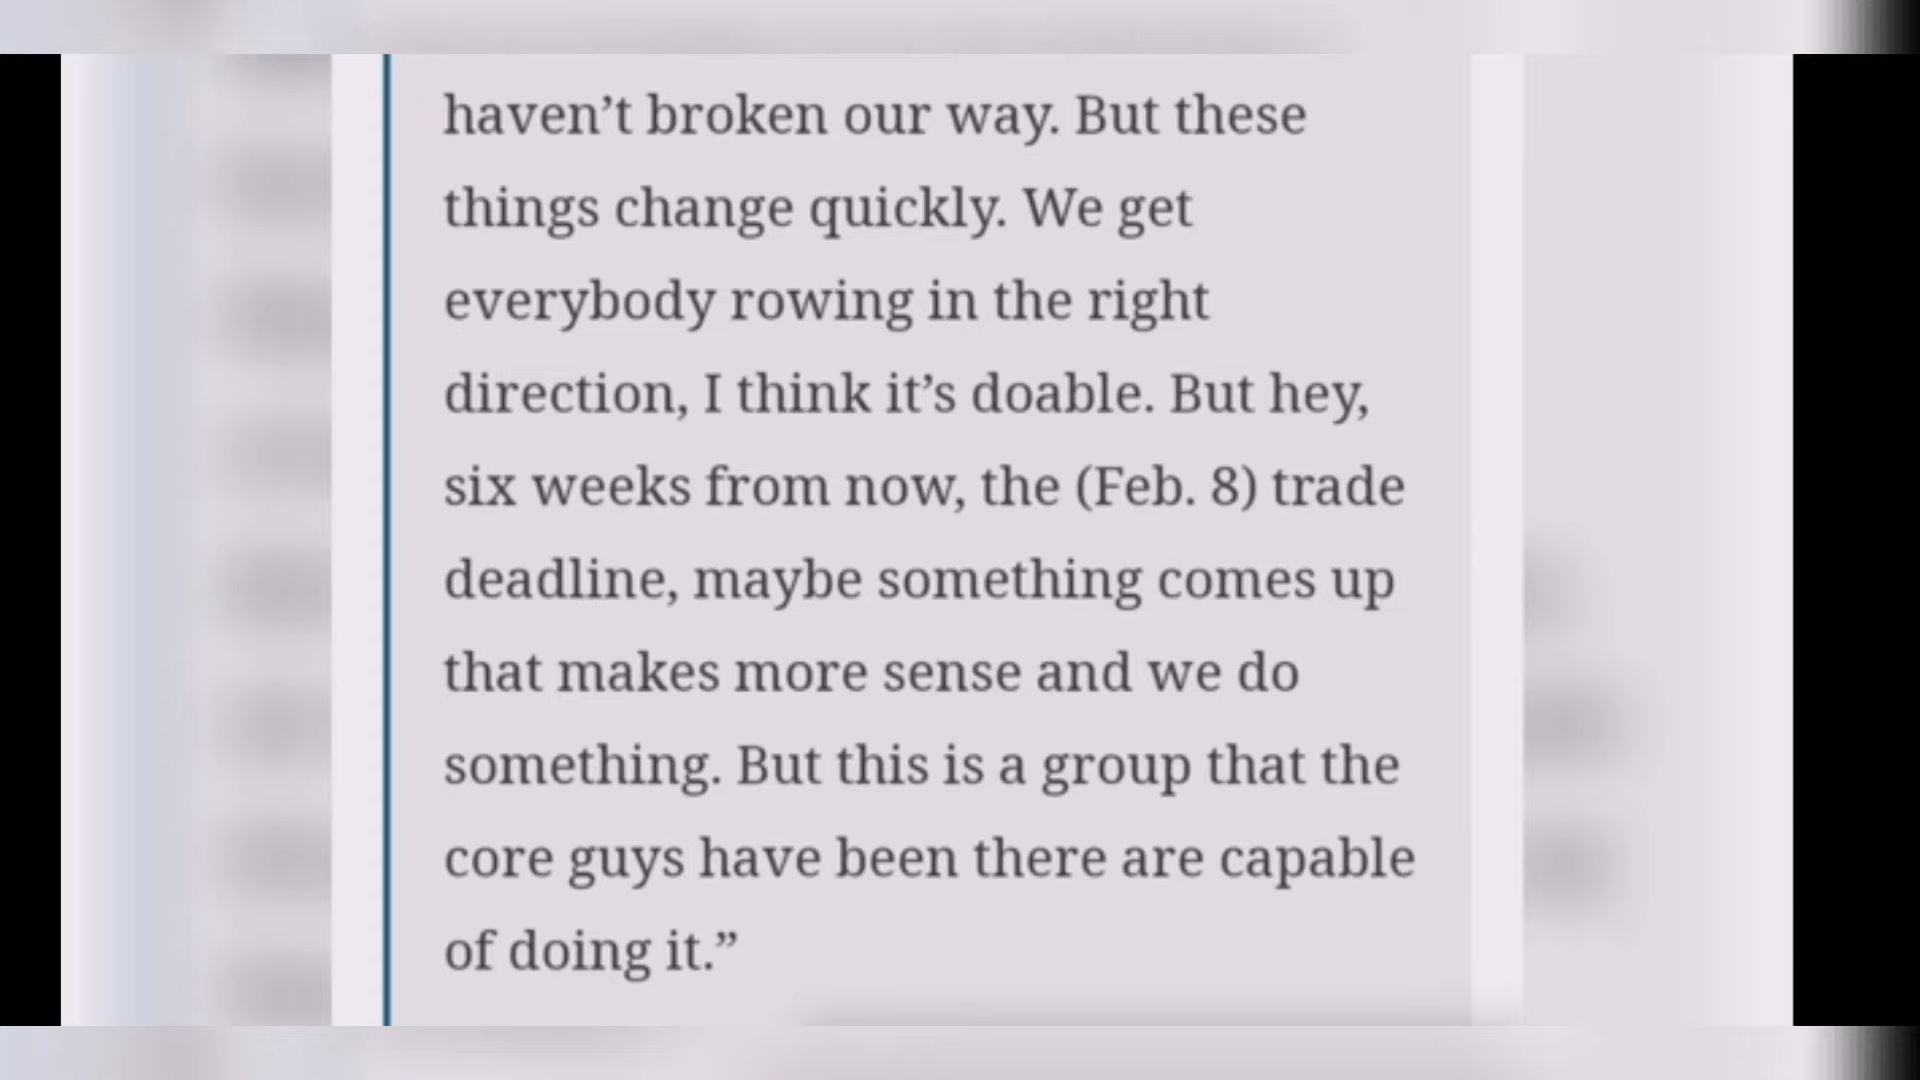 haven’t broken our way. But these
things change quickly. We get
everybody rowing in the right
direction, I think it’s doable. But hey,
six weeks from now, the (Feb. 8) trade
deadline, maybe something comes up
that makes more sense and we do
something. But this is a group that the
core guys have been there are capable
of doing it.”